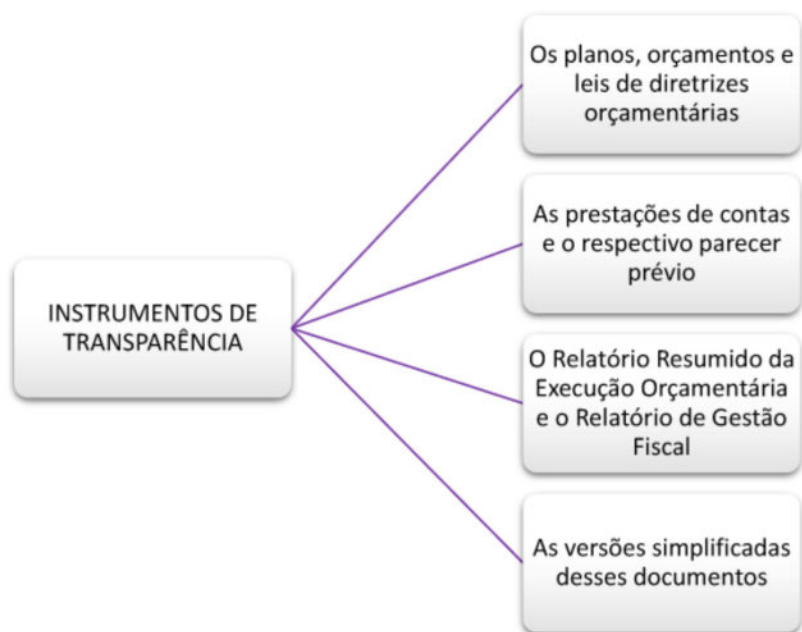 INSTRUMENTOS DE
TRANSPARÊNCIA
Os planos, orçamentos e
leis de diretrizes
orçamentárias
As prestações de contas
e o respectivo parecer
prévio
O Relatório Resumido da
Execução Orçamentária
e o Relatório de Gestão
Fiscal
As versões simplificadas
desses documentos